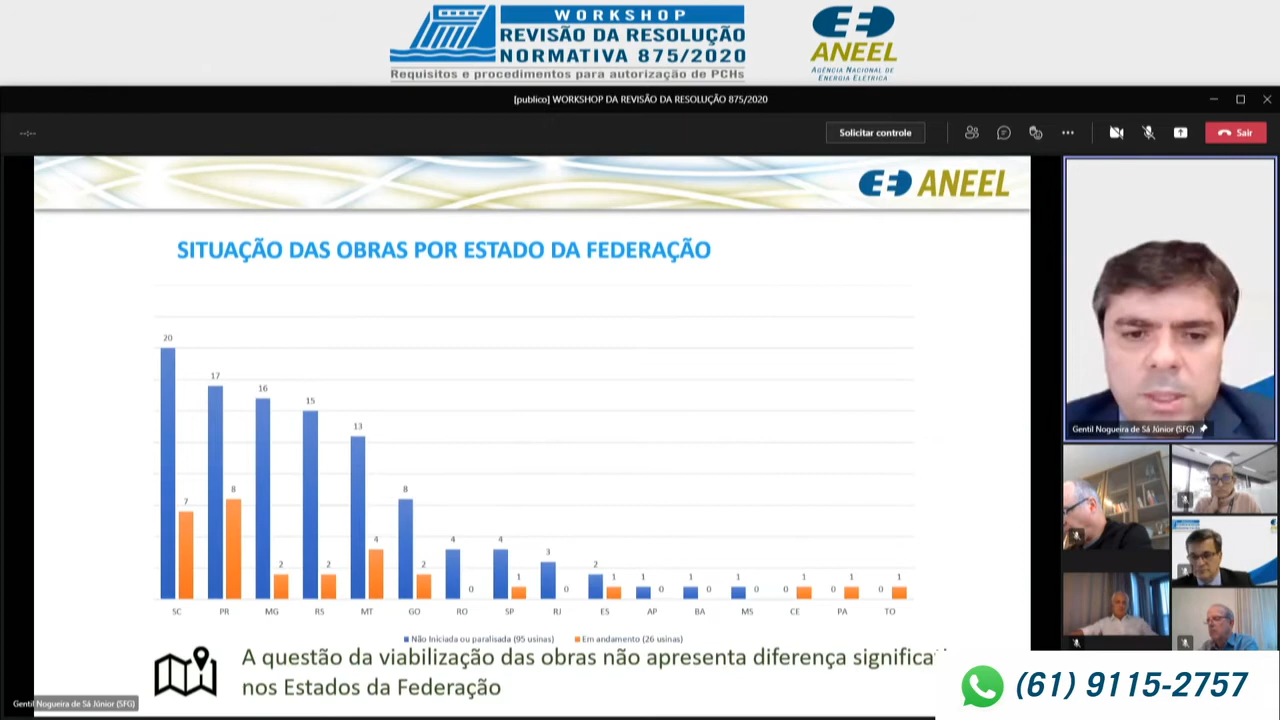 WORKSHOP
REVISÃO DA RESOLUÇÃO
NORMATIVA 875/2020
Requisitos e procedimentos para autorização de PCHs
ANEEL
AGÊNCIA NACIONAL DE
ENERGIA ELÉTRICA
[publico] WORKSHOP DA REVISÃO DA RESOLUÇÃO 875/2020
--:--
Solicitar controle
Sair
ANEEL
SITUAÇÃO DAS OBRAS POR ESTADO DA FEDERAÇÃO
20 7 17 8 16 2 15 2 13 4 8 2 4 0 4 1 3 0 2 1 1 0 1 0 1 0 0 1 0 1 0 1
SC PR MG RS MT GO RO SP RJ ES AP BA MS CE PA TO
Não Iniciada ou paralisada (95 usinas) Em andamento (26 usinas)
A questão da viabilização das obras não apresenta diferença significati
nos Estados da Federação
Gentil Nogueira de Sá Júnior (SFG)
Gentil Nogueira de Sá Júnior (SFG)
(61) 9115-2757